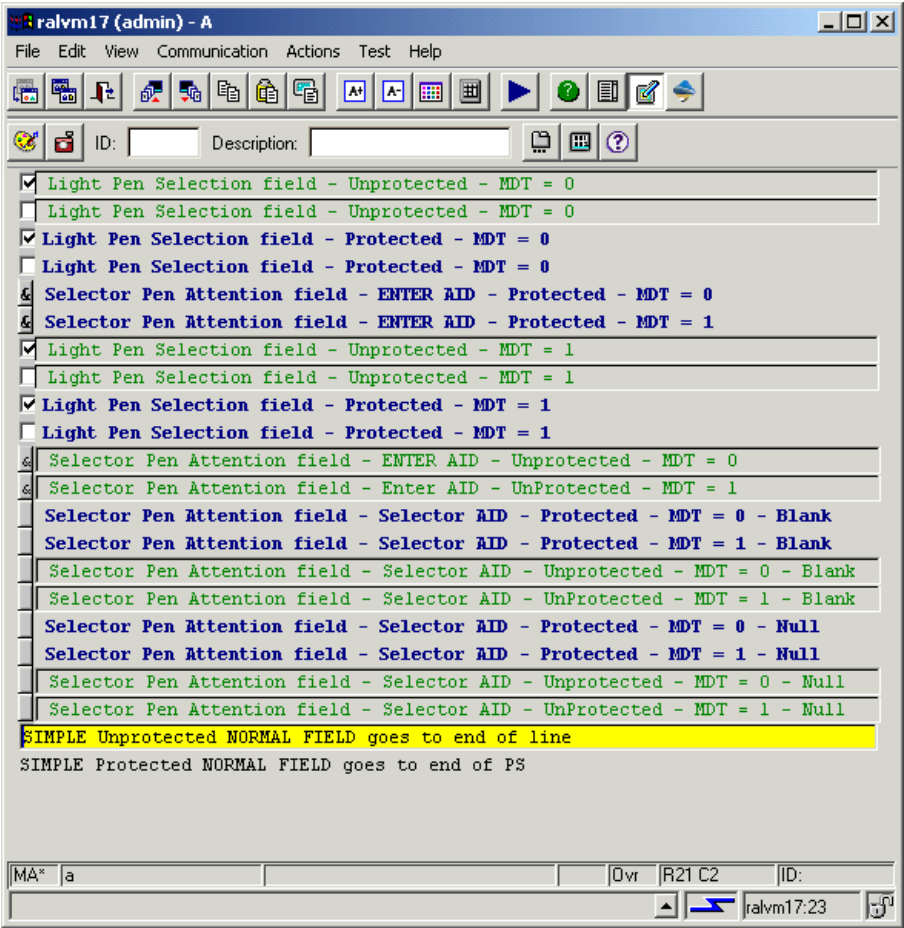 ralvm17 (admin) - A
File Edit View Communication Actions Test Help
A+ A- ?
ID: Description: ?
Light Pen Selection field - Unprotected - MDT = 0
Light Pen Selection field - Unprotected - MDT = 0
Light Pen Selection field - Protected - MDT = 0
Light Pen Selection field - Protected - MDT = 0
& Selector Pen Attention field - ENTER AID - Protected - MDT = 0
& Selector Pen Attention field - ENTER AID - Protected - MDT = 1
Light Pen Selection field - Unprotected - MDT = 1
Light Pen Selection field - Unprotected - MDT = 1
Light Pen Selection field - Protected - MDT = 1
Light Pen Selection field - Protected - MDT = 1
& Selector Pen Attention field - ENTER AID - Unprotected - MDT = 0
& Selector Pen Attention field - Enter AID - UnProtected - MDT = 1
Selector Pen Attention field - Selector AID - Protected - MDT = 0 - Blank
Selector Pen Attention field - Selector AID - Protected - MDT = 1 - Blank
Selector Pen Attention field - Selector AID - Unprotected - MDT = 0 - Blank
Selector Pen Attention field - Selector AID - UnProtected - MDT = 1 - Blank
Selector Pen Attention field - Selector AID - Protected - MDT = 0 - Null
Selector Pen Attention field - Selector AID - Protected - MDT = 1 - Null
Selector Pen Attention field - Selector AID - Unprotected - MDT = 0 - Null
Selector Pen Attention field - Selector AID - UnProtected - MDT = 1 - Null
SIMPLE Unprotected NORMAL FIELD goes to end of line
SIMPLE Protected NORMAL FIELD goes to end of PS
MA* a Ovr R21 C2 ID:
ralvm17:23